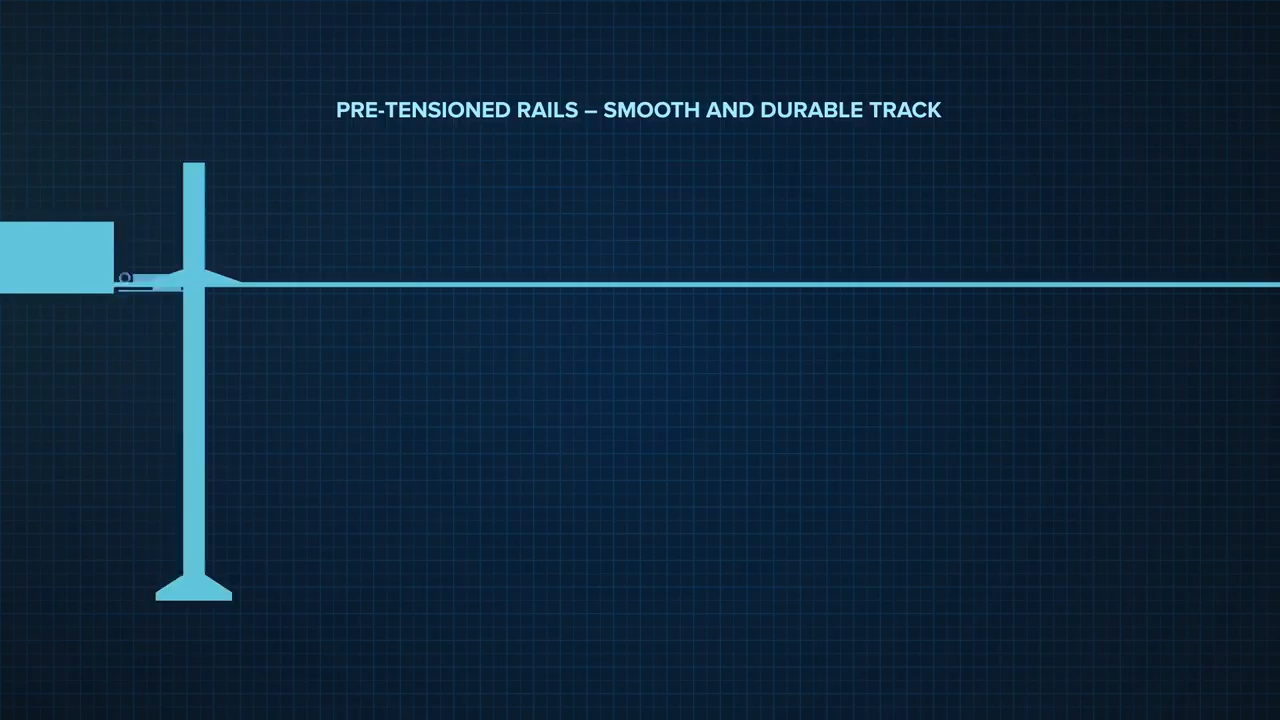 PRE-TENSIONED RAILS – SMOOTH AND DURABLE TRACK